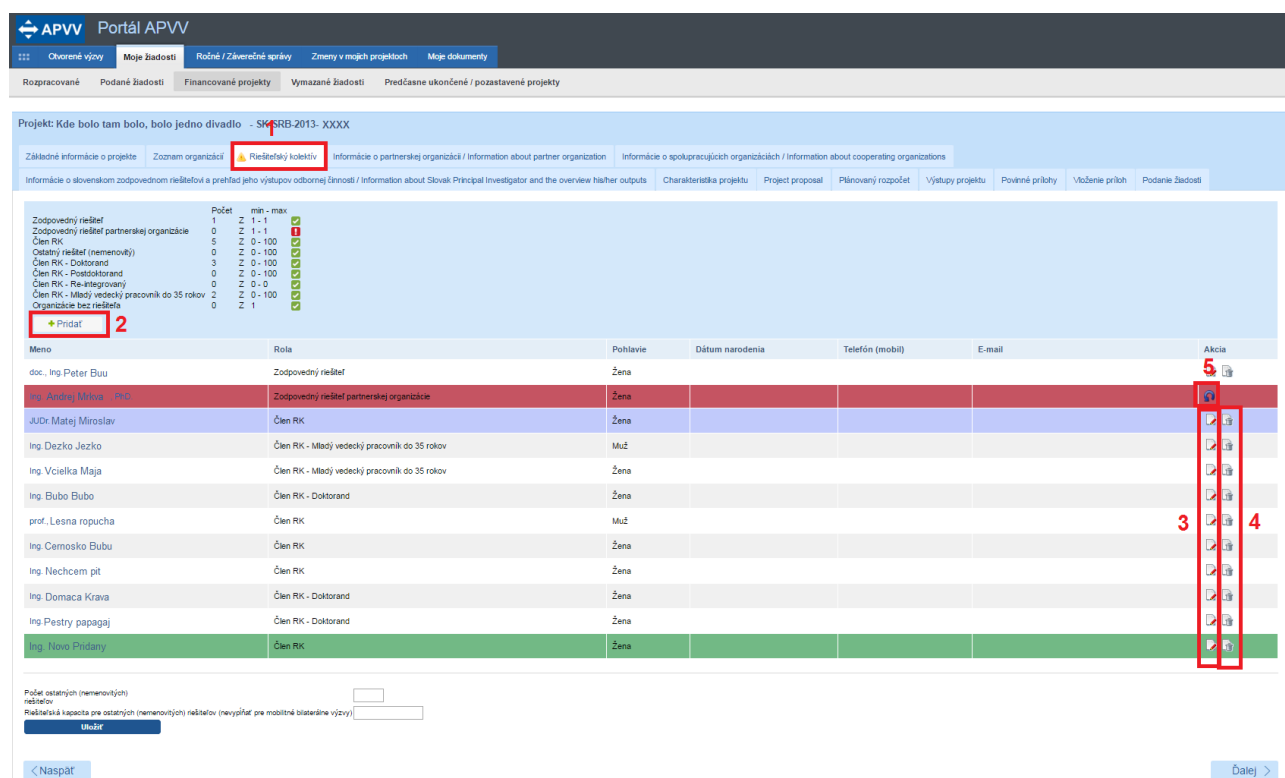 APVV Portál APVV
Otvorené výzvy Moje žiadosti Ročné / Záverečné správy Zmeny v mojich projektoch Moje dokumenty
Rozpracované Podané žiadosti Financované projekty Vymazané žiadosti Predčasne ukončené / pozastavené projekty
Projekt: Kde bolo tam bolo, bolo jedno divadlo - SK-SRB-2013- XXXX
1
Základné informácie o projekte Zoznam organizácií Riešiteľský kolektív Informácie o partnerskej organizácii / Information about partner organization Informácie o spolupracujúcich organizáciách / Information about cooperating organizations
Informácie o slovenskom zodpovednom riešiteľovi a prehľad jeho výstupov odbornej činnosti / Information about Slovak Principal Investigator and the overview his/her outputs Charakteristika projektu Project proposal Plánovaný rozpočet Výstupy projektu Povinné prílohy Vloženie príloh Podanie žiadosti
Počet min - max
Zodpovedný riešiteľ 1 Z 1 - 1
Zodpovedný riešiteľ partnerskej organizácie 0 Z 1 - 1
Člen RK 5 Z 0 - 100
Ostatný riešiteľ (nemenovitý) 0 Z 0 - 100
Člen RK - Doktorand 3 Z 0 - 100
Člen RK - Postdoktorand 0 Z 0 - 100
Člen RK - Re-integrovaný 0 Z 0 - 0
Člen RK - Mladý vedecký pracovník do 35 rokov 2 Z 0 - 100
Organizácie bez riešiteľa 0 Z 1
+ Pridať 2
Meno Rola Pohlavie Dátum narodenia Telefón (mobil) E-mail Akcia
doc., Ing. Peter Buu Zodpovedný riešiteľ Žena 5
Ing. Andrej Mrkva PhD. Zodpovedný riešiteľ partnerskej organizácie Žena
JUDr. Matej Miroslav Člen RK Žena
Ing. Dezko Jezko Člen RK - Mladý vedecký pracovník do 35 rokov Muž
Ing. Vcielka Maja Člen RK - Mladý vedecký pracovník do 35 rokov Žena
Ing. Bubo Bubo Člen RK - Doktorand Žena
prof., Lesna ropucha Člen RK Muž 3 4
Ing. Cernosko Bubu Člen RK Žena
Ing. Nechcem pit Člen RK Žena
Ing. Domaca Krava Člen RK - Doktorand Žena
Ing. Pestry papagaj Člen RK - Doktorand Žena
Ing. Novo Pridany Člen RK Žena
Počet ostatných (nemenovitých)
riešiteľov
Riešiteľská kapacita pre ostatných (nemenovitých) riešiteľov (nevypĺňať pre mobilitné bilaterálne výzvy)
Uložiť
Naspäť Ďalej